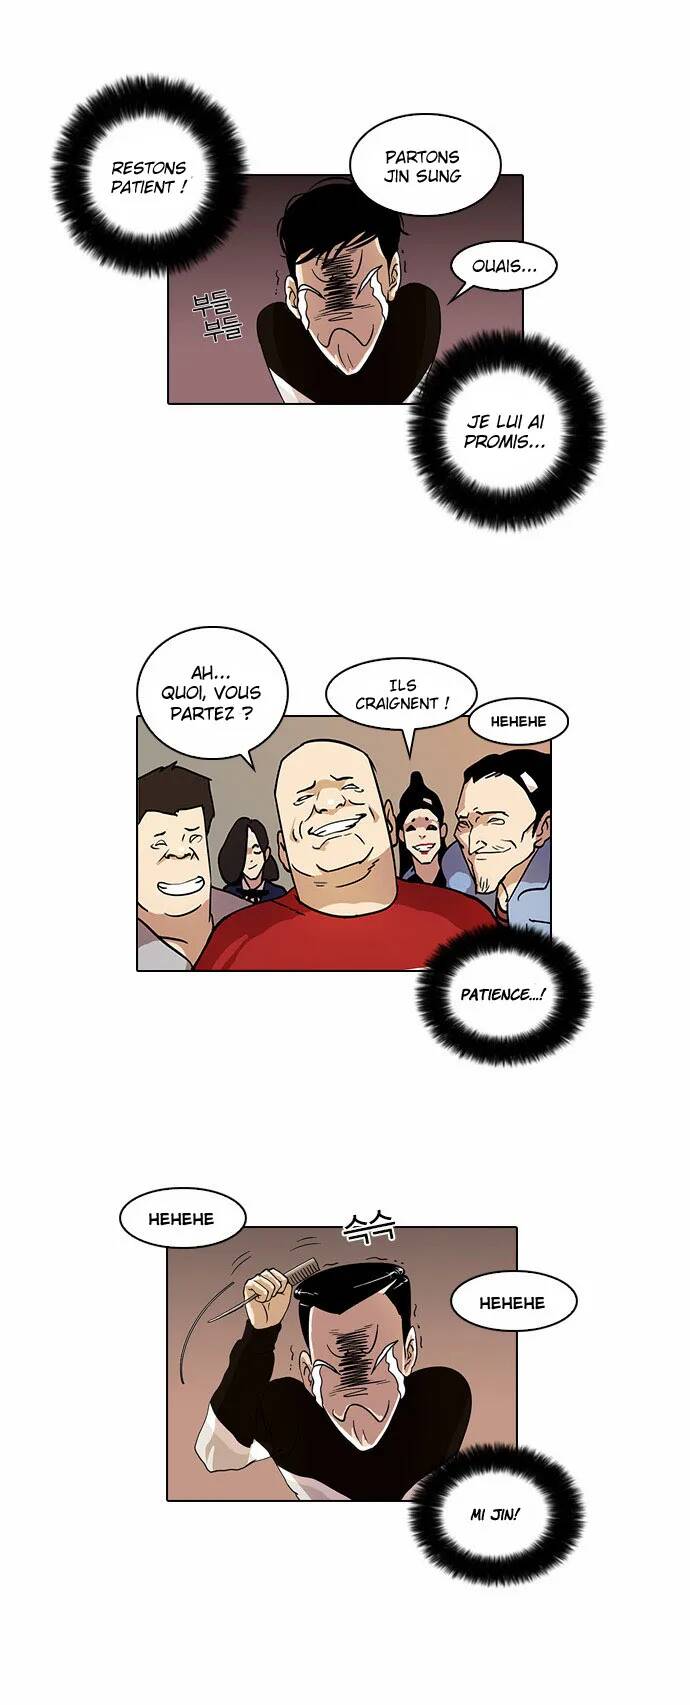 RESTONS
PATIENT !
PARTONS
JIN SUNG
OUAIS...
부들
부들
JE LUI AI
PROMIS...
AH...
QUOI, VOUS
PARTEZ ?
ILS
CRAIGNENT !
HEHEHE
PATIENCE...!
HEHEHE
슥슥
HEHEHE
MI JIN!